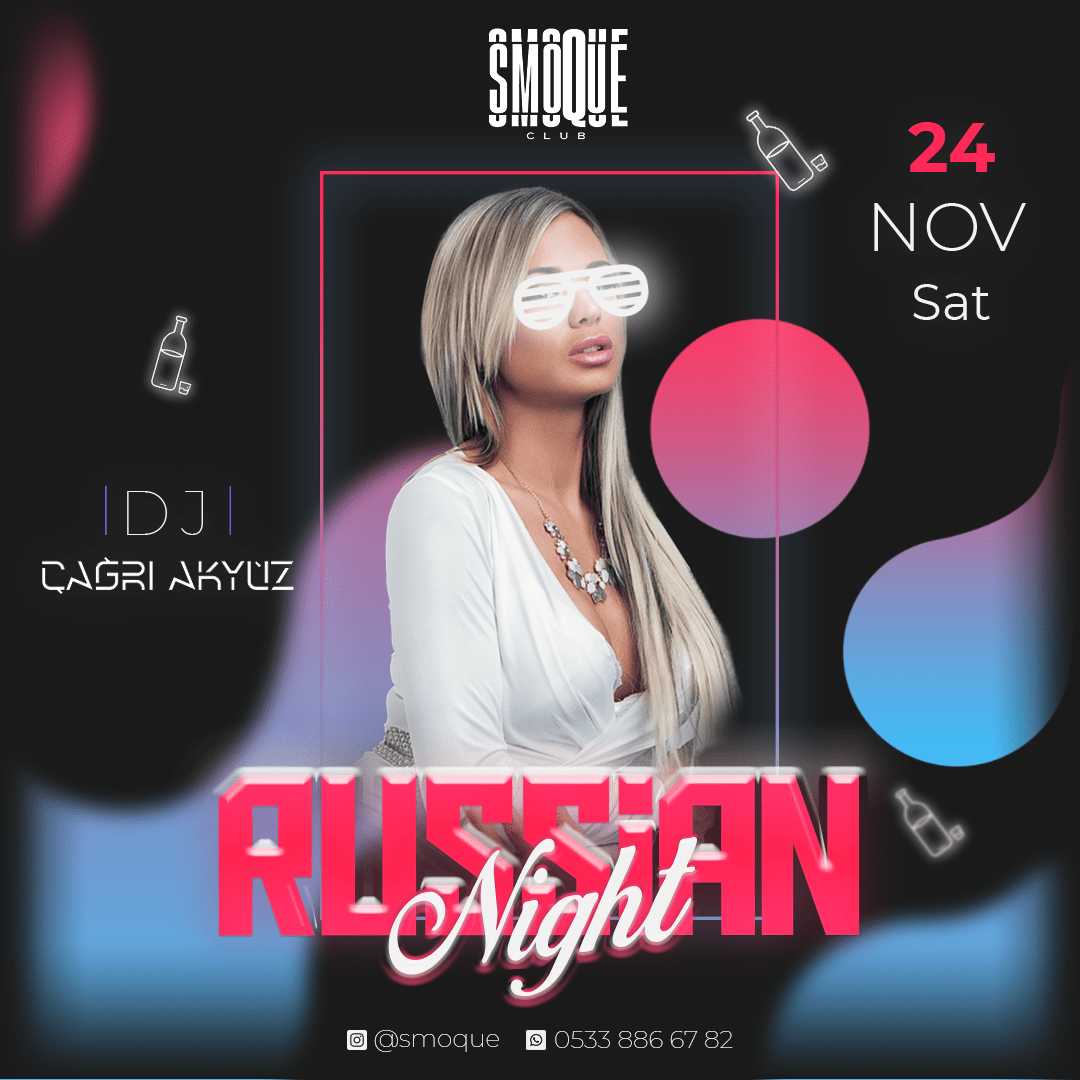 SMOQUE
CLUB
24
NOV
Sat
DJ
ÇAĞRI AKYÜZ
RUSSiAN
Night
@smoque
0533 886 67 82